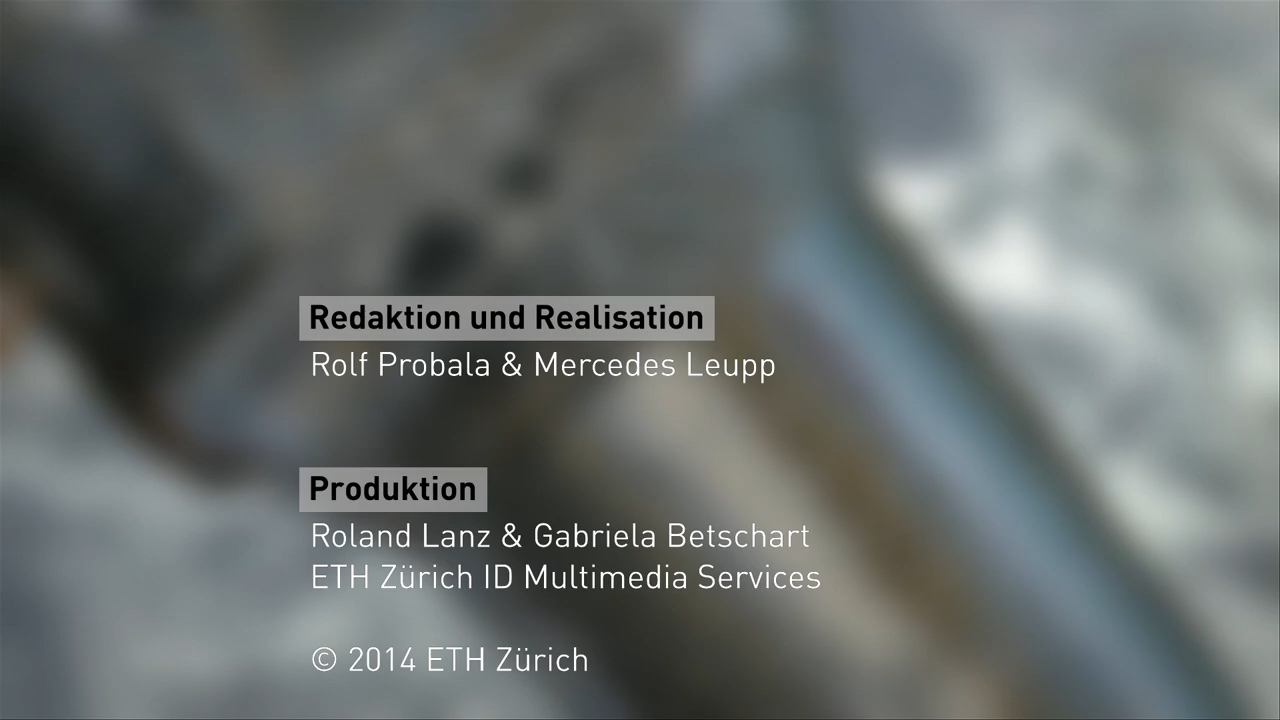 Redaktion und Realisation
Rolf Probala & Mercedes Leupp
Produktion
Roland Lanz & Gabriela Betschart
ETH Zürich ID Multimedia Services
© 2014 ETH Zürich